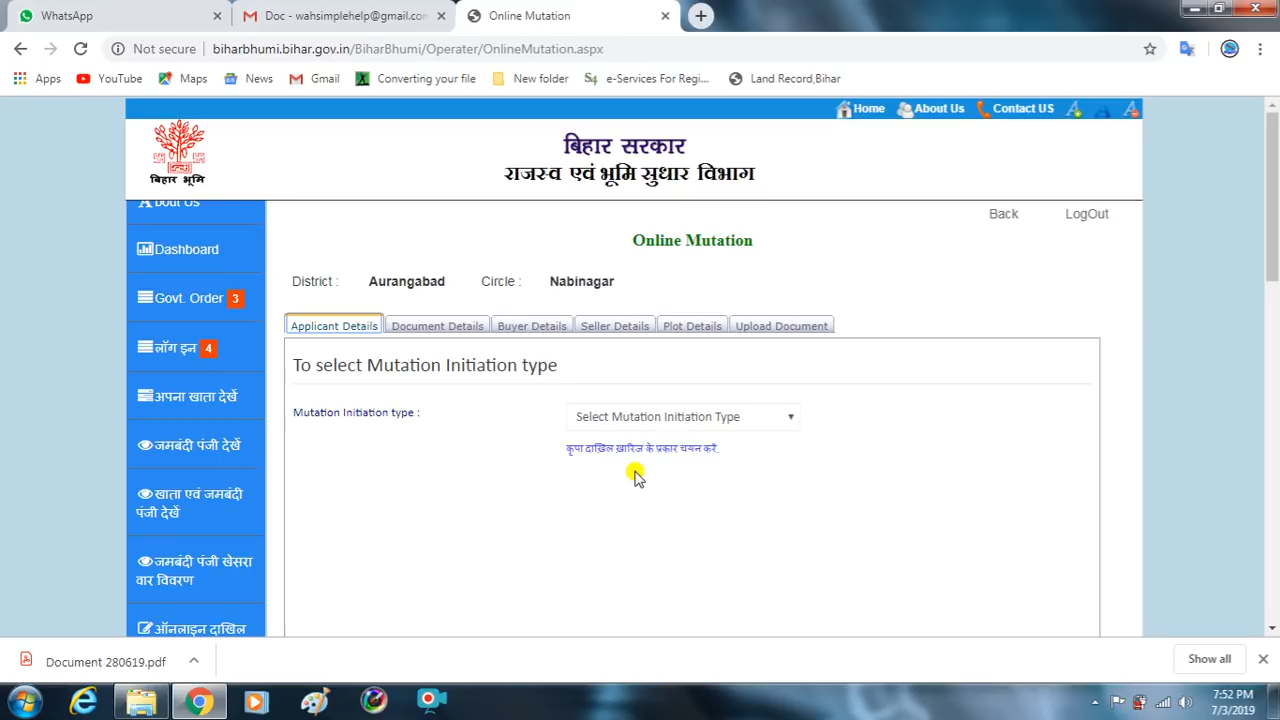 WhatsApp
Doc - wahsimplehelp@gmail.com
Online Mutation
Not secure | biharbhumi.bihar.gov.in/BiharBhumi/Operater/OnlineMutation.aspx
Apps YouTube Maps News Gmail Converting your file New folder e-Services For Regi... Land Record,Bihar
Home About Us Contact US
बिहार सरकार
राजस्व एवं भूमि सुधार विभाग
बिहार भूमि
About Us
Back LogOut
Online Mutation
Dashboard
District : Aurangabad Circle : Nabinagar
Govt. Order 3
Applicant Details Document Details Buyer Details Seller Details Plot Details Upload Document
लॉग इन 4
To select Mutation Initiation type
अपना खाता देखें
Mutation Initiation type : Select Mutation Initiation Type
कृपा दाखिल ख़ारिज के प्रकार चयन करें.
जमबंदी पंजी देखें
खाता एवं जमबंदी
पंजी देखें
जमबंदी पंजी खेसरा
वार विवरण
ऑनलाइन दाखिल
Document 280619.pdf Show all
7:52 PM
7/3/2019